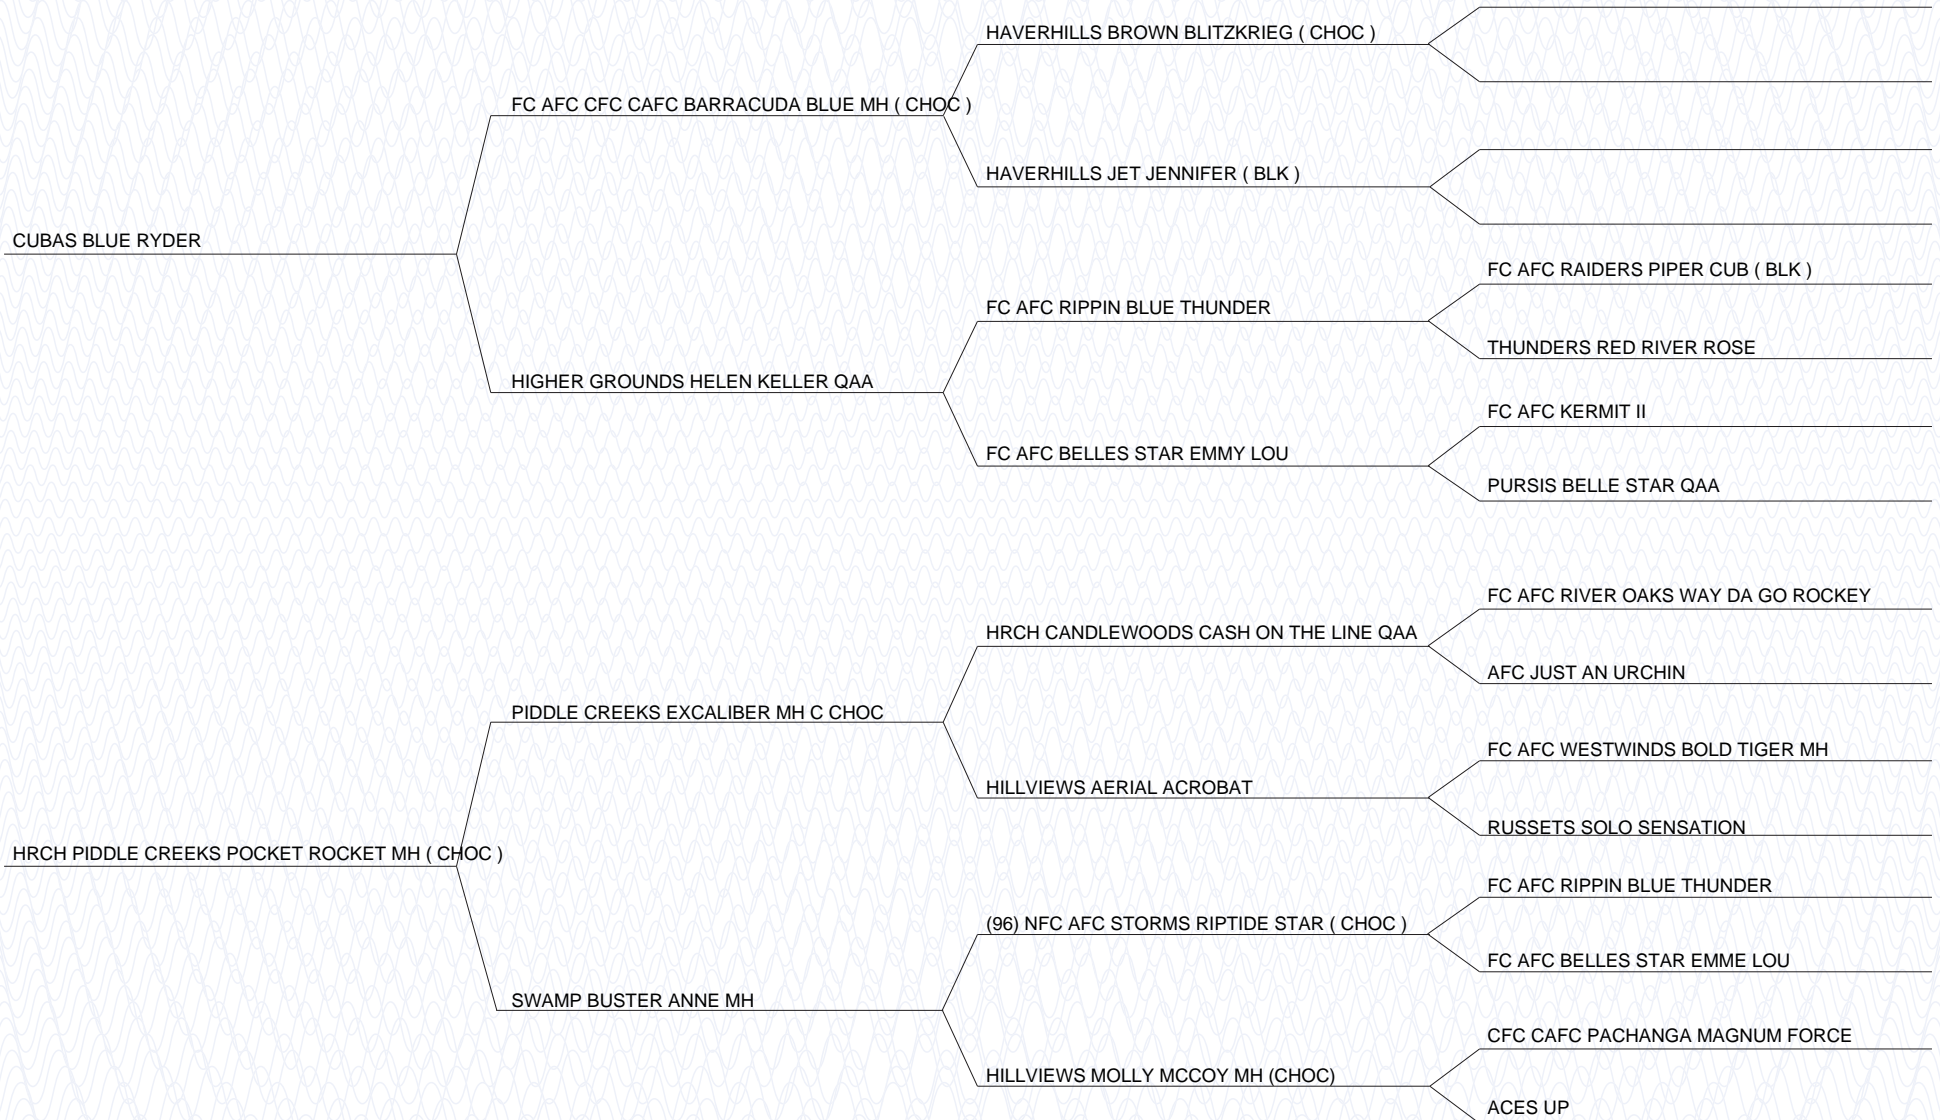 HAVERHILLS BROWN BLITZKRIEG ( CHOC )
FC AFC CFC CAFC BARRACUDA BLUE MH ( CHOC )
HAVERHILLS JET JENNIFER ( BLK )
CUBAS BLUE RYDER
FC AFC RAIDERS PIPER CUB ( BLK )
FC AFC RIPPIN BLUE THUNDER
THUNDERS RED RIVER ROSE
HIGHER GROUNDS HELEN KELLER QAA
FC AFC KERMIT II
FC AFC BELLES STAR EMMY LOU
PURSIS BELLE STAR QAA
FC AFC RIVER OAKS WAY DA GO ROCKEY
HRCH CANDLEWOODS CASH ON THE LINE QAA
AFC JUST AN URCHIN
PIDDLE CREEKS EXCALIBER MH C CHOC
FC AFC WESTWINDS BOLD TIGER MH
HILLVIEWS AERIAL ACROBAT
RUSSETS SOLO SENSATION
HRCH PIDDLE CREEKS POCKET ROCKET MH ( CHOC )
FC AFC RIPPIN BLUE THUNDER
(96) NFC AFC STORMS RIPTIDE STAR ( CHOC )
FC AFC BELLES STAR EMME LOU
SWAMP BUSTER ANNE MH
CFC CAFC PACHANGA MAGNUM FORCE
HILLVIEWS MOLLY MCCOY MH (CHOC)
ACES UP